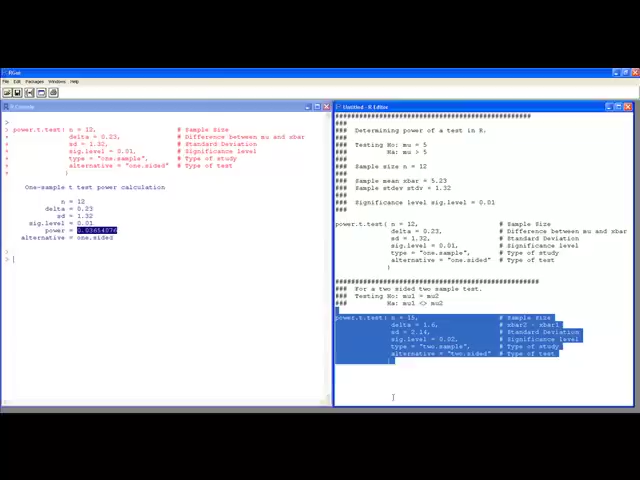 RGui
File Edit Packages Windows Help
R Console
>
> power.t.test( n = 12, # Sample Size
+ delta = 0.23, # Difference between mu and xbar
+ sd = 1.32, # Standard Deviation
+ sig.level = 0.01, # Significance level
+ type = "one.sample", # Type of study
+ alternative = "one.sided" # Type of test
+ )
One-sample t test power calculation
n = 12
delta = 0.23
sd = 1.32
sig.level = 0.01
power = 0.03654076
alternative = one.sided
>
>
Untitled - R Editor
###
### Determining power of a test in R.
###
### Testing Ho: mu = 5
### Ha: mu > 5
###
### Sample size n = 12
###
### Sample mean xbar = 5.23
### Sample stdev stdv = 1.32
###
### Significance level sig.level = 0.01
###
power.t.test( n = 12, # Sample Size
delta = 0.23, # Difference between mu and xbar
sd = 1.32, # Standard Deviation
sig.level = 0.01, # Significance level
type = "one.sample", # Type of study
alternative = "one.sided" # Type of test
)
### For a two sided two sample test.
### Testing Ho: mu1 = mu2
### Ha: mu1 <> mu2
power.t.test( n = 15, # Sample Size
delta = 1.6, # xbar2 - xbar1
sd = 2.14, # Standard Deviation
sig.level = 0.02, # Significance level
type = "two.sample", # Type of study
alternative = "two.sided" # Type of test
)